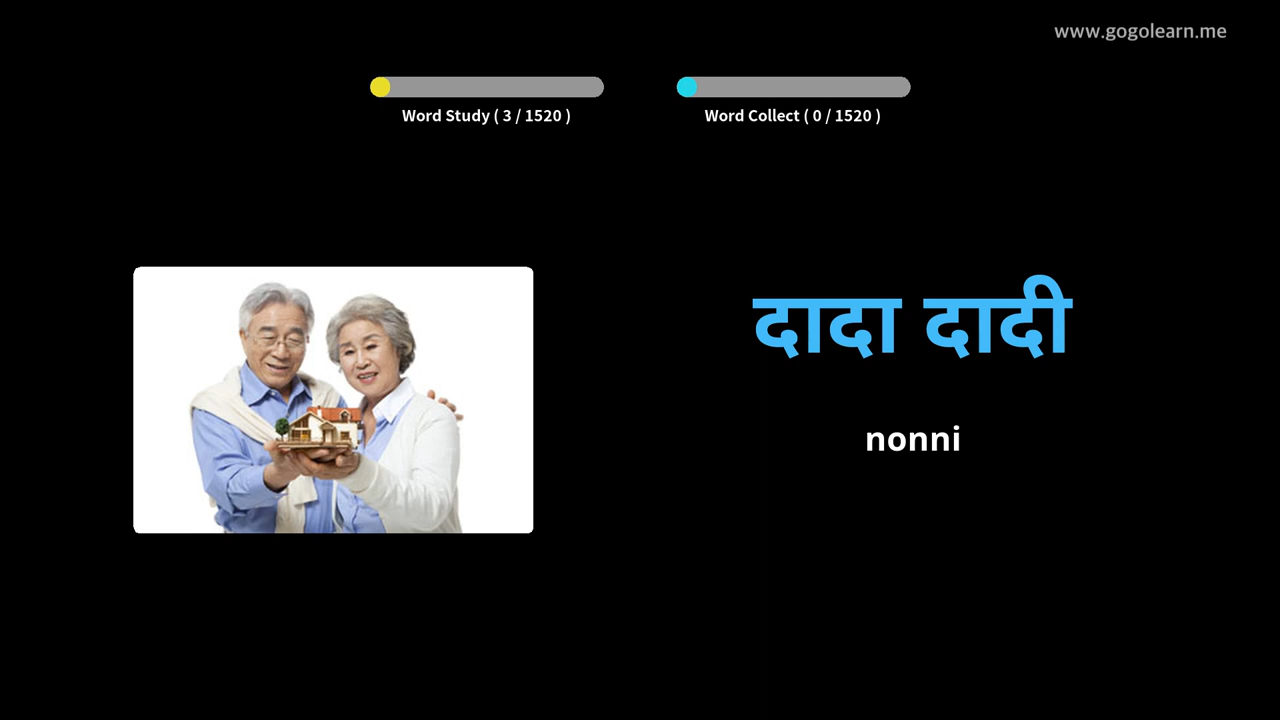 www.gogolearn.me
Word Study ( 3 / 1520 )
Word Collect ( 0 / 1520 )
दादा दादी
nonni